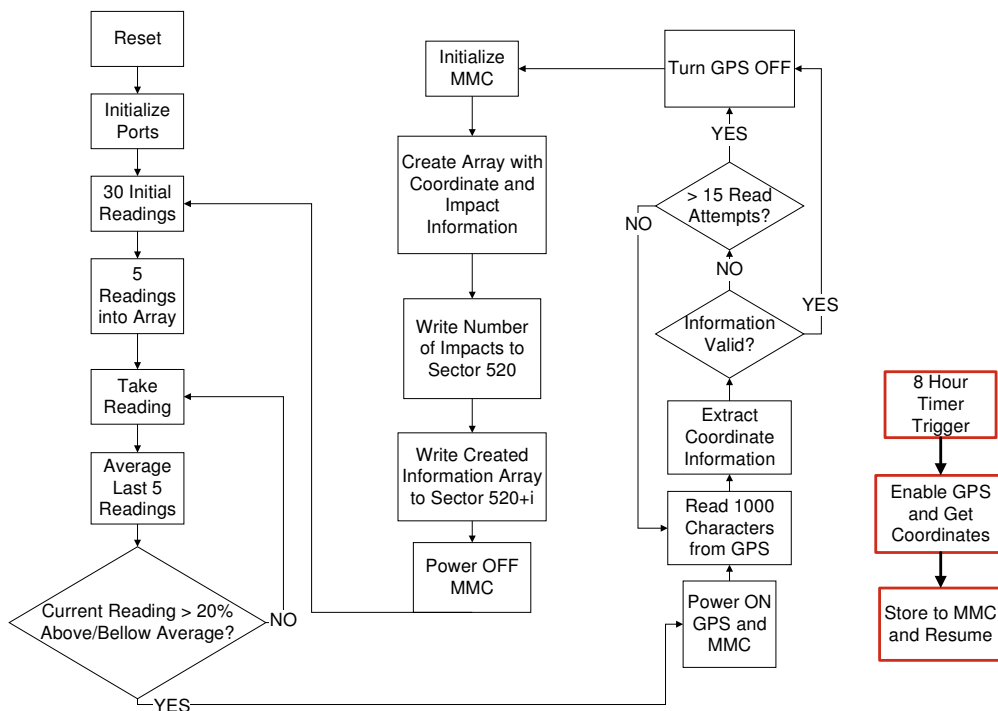 Reset
Initialize
Ports
30 Initial
Readings
5
Readings
into Array
Take
Reading
Average
Last 5
Readings
Current Reading > 20%
Above/Bellow Average?
NO
YES
Initialize
MMC
Create Array with
Coordinate and
Impact
Information
Write Number
of Impacts to
Sector 520
Write Created
Information Array
to Sector 520+i
Power OFF
MMC
Turn GPS OFF
YES
> 15 Read
Attempts?
NO
NO
Information
Valid?
YES
Extract
Coordinate
Information
Read 1000
Characters
from GPS
Power ON
GPS and
MMC
8 Hour
Timer
Trigger
Enable GPS
and Get
Coordinates
Store to MMC
and Resume